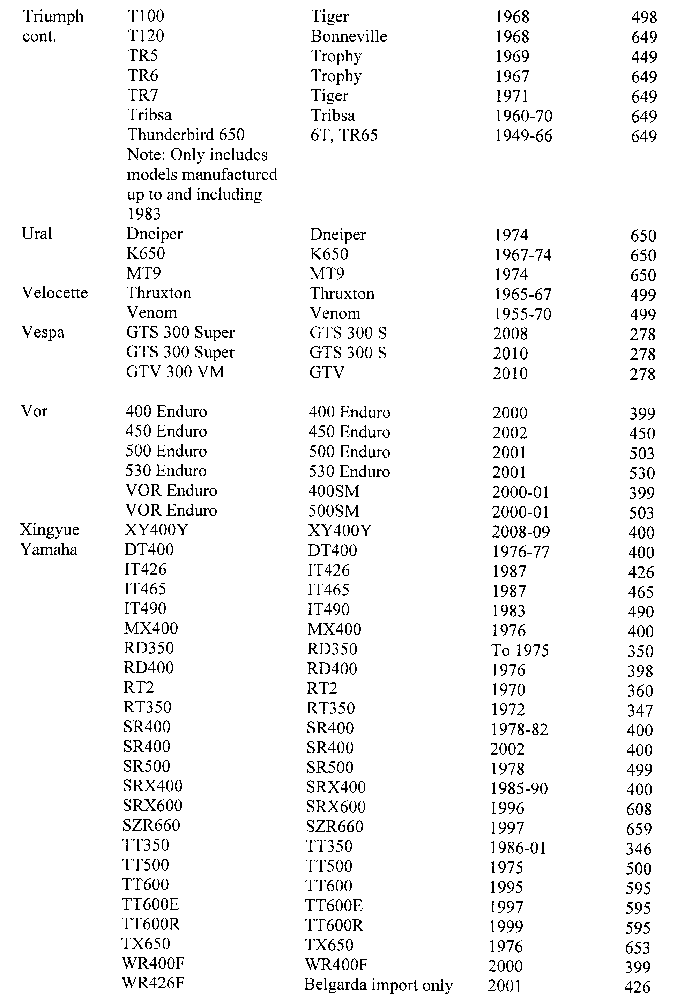 Triumph T100 Tiger 1968 498
cont. T120 Bonneville 1968 649
TR5 Trophy 1969 449
TR6 Trophy 1967 649
TR7 Tiger 1971 649
Tribsa Tribsa 1960-70 649
Thunderbird 650 6T, TR65 1949-66 649
Note: Only includes
models manufactured
up to and including
1983
Ural Dneiper Dneiper 1974 650
K650 K650 1967-74 650
MT9 MT9 1974 650
Velocette Thruxton Thruxton 1965-67 499
Venom Venom 1955-70 499
Vespa GTS 300 Super GTS 300 S 2008 278
GTS 300 Super GTS 300 S 2010 278
GTV 300 VM GTV 2010 278
Vor 400 Enduro 400 Enduro 2000 399
450 Enduro 450 Enduro 2002 450
500 Enduro 500 Enduro 2001 503
530 Enduro 530 Enduro 2001 530
VOR Enduro 400SM 2000-01 399
VOR Enduro 500SM 2000-01 503
Xingyue XY400Y XY400Y 2008-09 400
Yamaha DT400 DT400 1976-77 400
IT426 IT426 1987 426
IT465 IT465 1987 465
IT490 IT490 1983 490
MX400 MX400 1976 400
RD350 RD350 To 1975 350
RD400 RD400 1976 398
RT2 RT2 1970 360
RT350 RT350 1972 347
SR400 SR400 1978-82 400
SR400 SR400 2002 400
SR500 SR500 1978 499
SRX400 SRX400 1985-90 400
SRX600 SRX600 1996 608
SZR660 SZR660 1997 659
TT350 TT350 1986-01 346
TT500 TT500 1975 500
TT600 TT600 1995 595
TT600E TT600E 1997 595
TT600R TT600R 1999 595
TX650 TX650 1976 653
WR400F WR400F 2000 399
WR426F Belgarda import only 2001 426